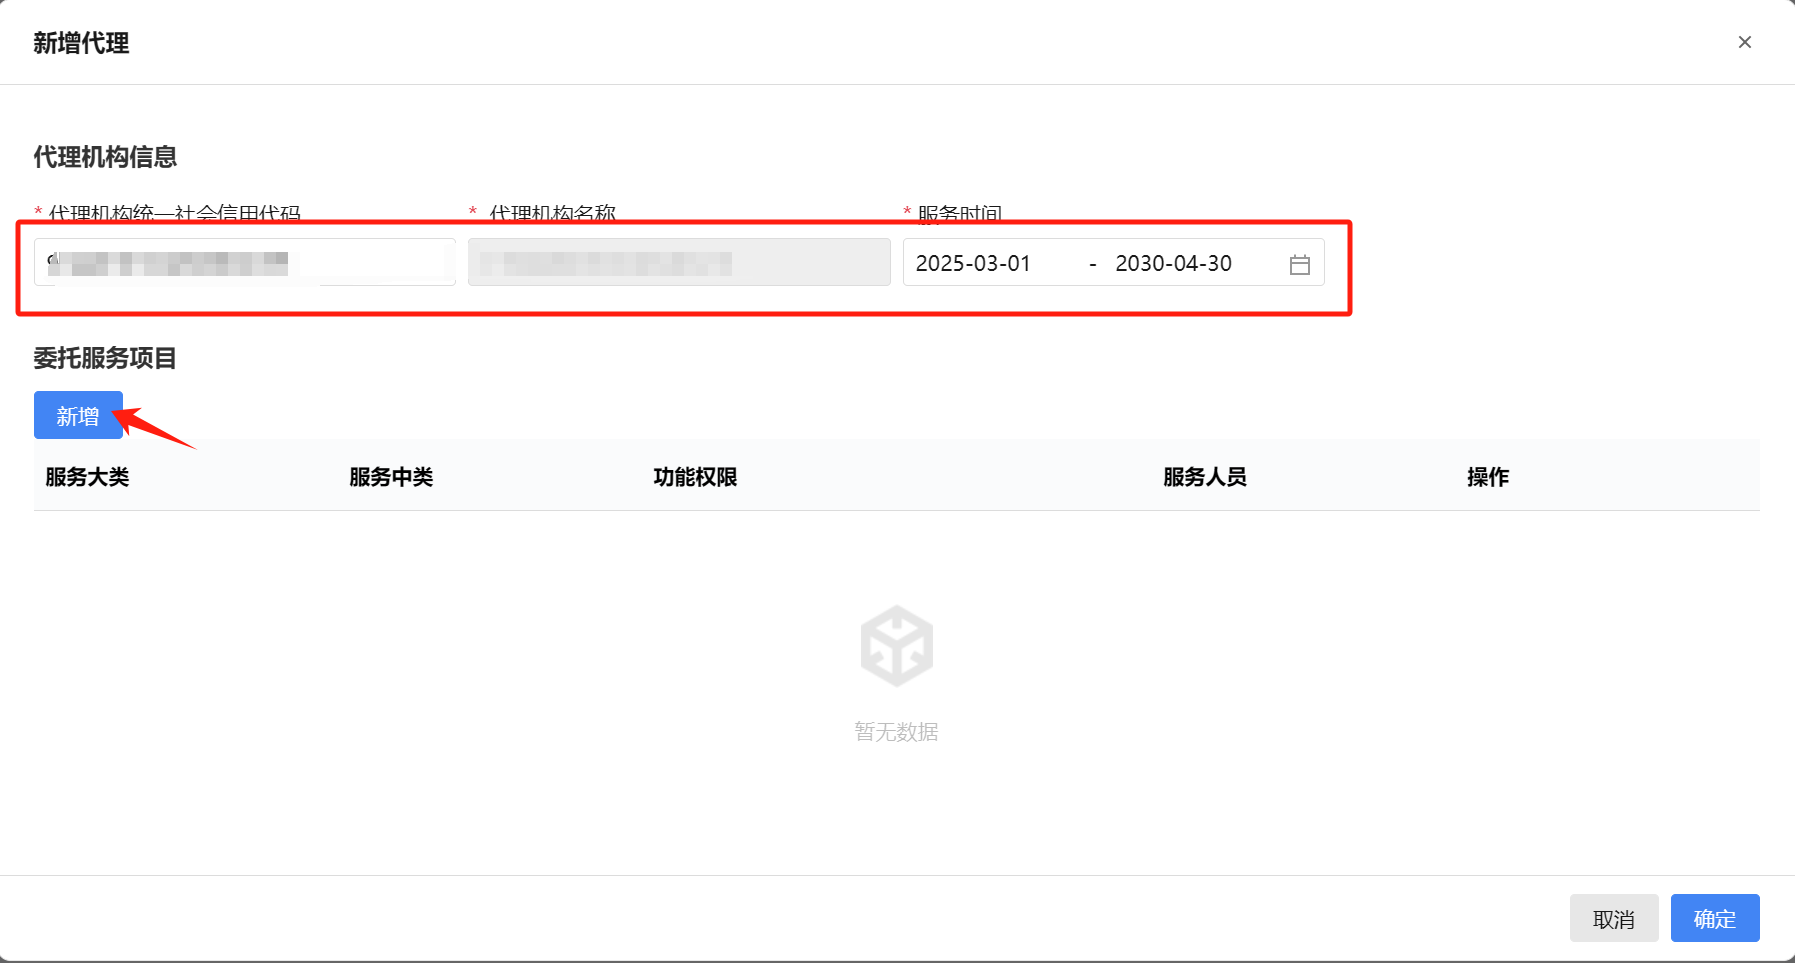 新增代理
代理机构信息
* 代理机构统一社会信用代码
* 代理机构名称
* 服务时间
2025-03-01 - 2030-04-30
委托服务项目
新增
服务大类 服务中类 功能权限 服务人员 操作
暂无数据
取消 确定